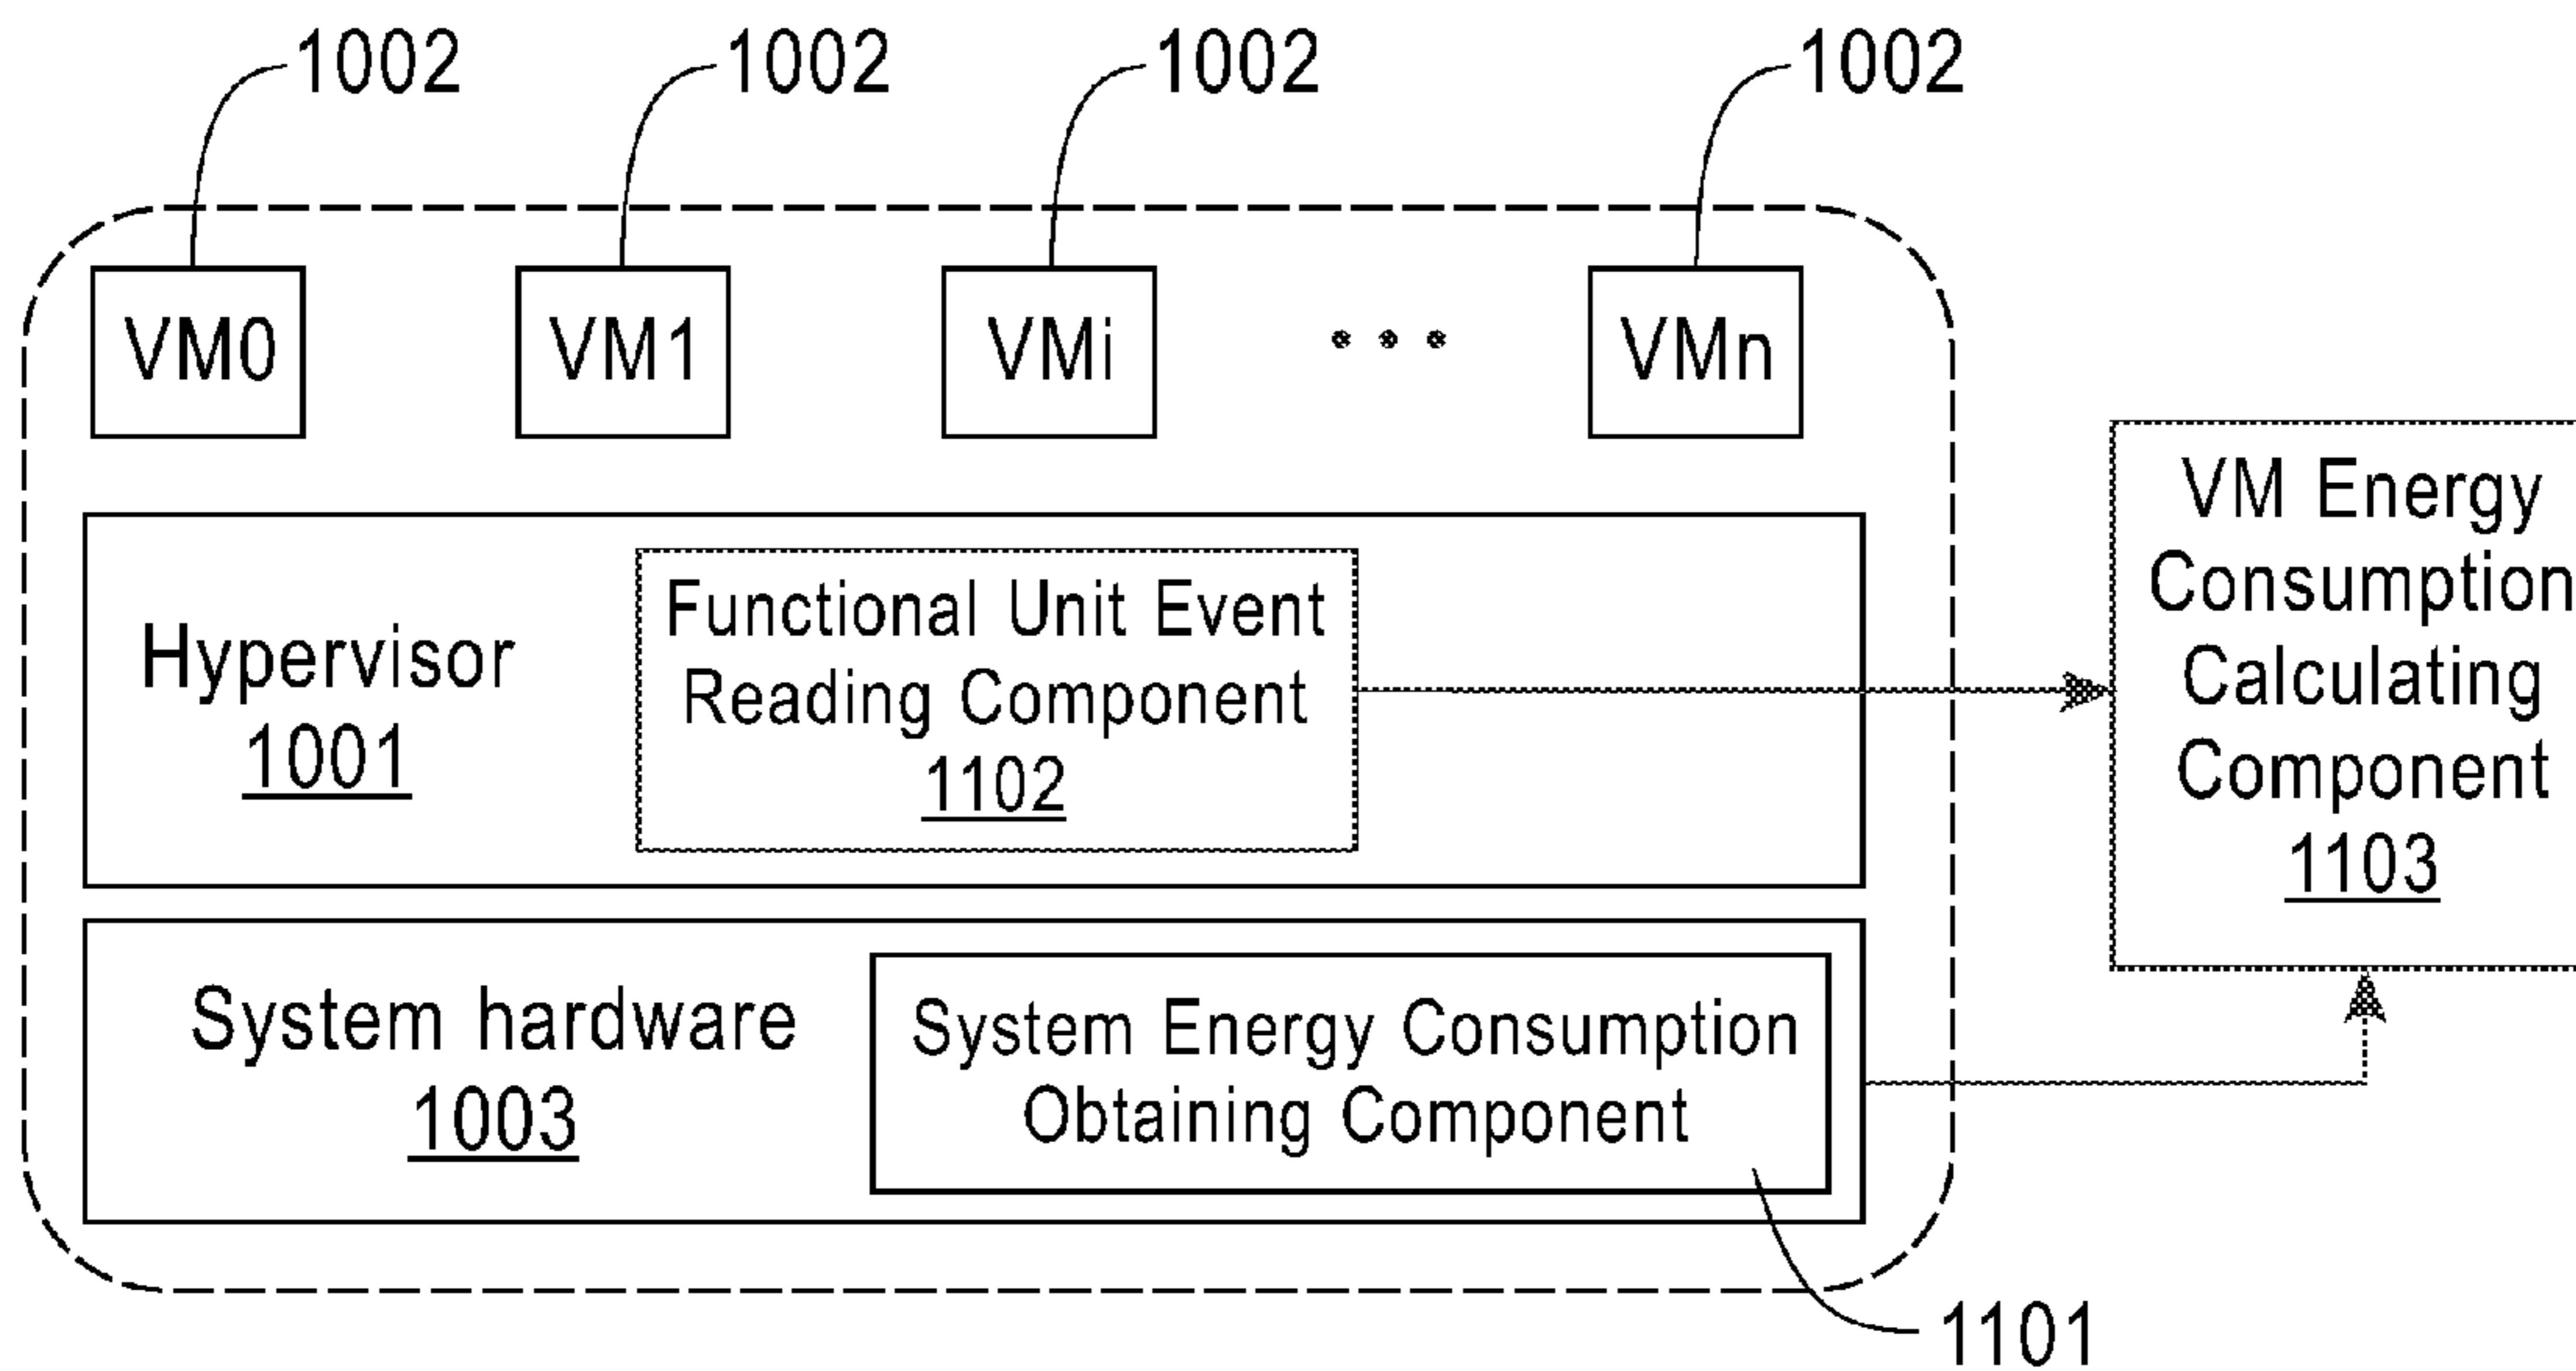 1002 1002 1002 1002
VM0 VM1 VMi • • • VMn
VM Energy
Consumption
Calculating
Component
1103
Hypervisor
1001
Functional Unit Event
Reading Component
1102
System hardware
1003
System Energy Consumption
Obtaining Component
1101